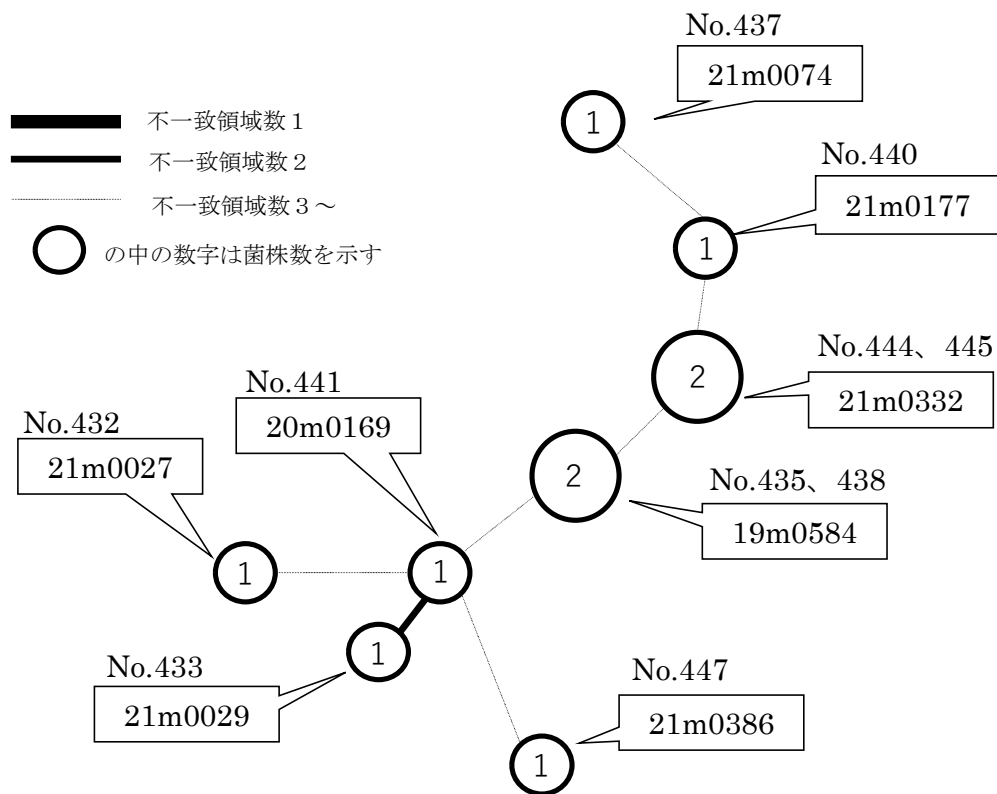 No.437
21m0074
不一致領域数１
不一致領域数２
不一致領域数３～
の中の数字は菌株数を示す
1
No.440
21m0177
1
No.444、445
21m0332
2
No.441
20m0169
No.432
21m0027
2
No.435、438
19m0584
1
1
1
No.433
21m0029
No.447
21m0386
1